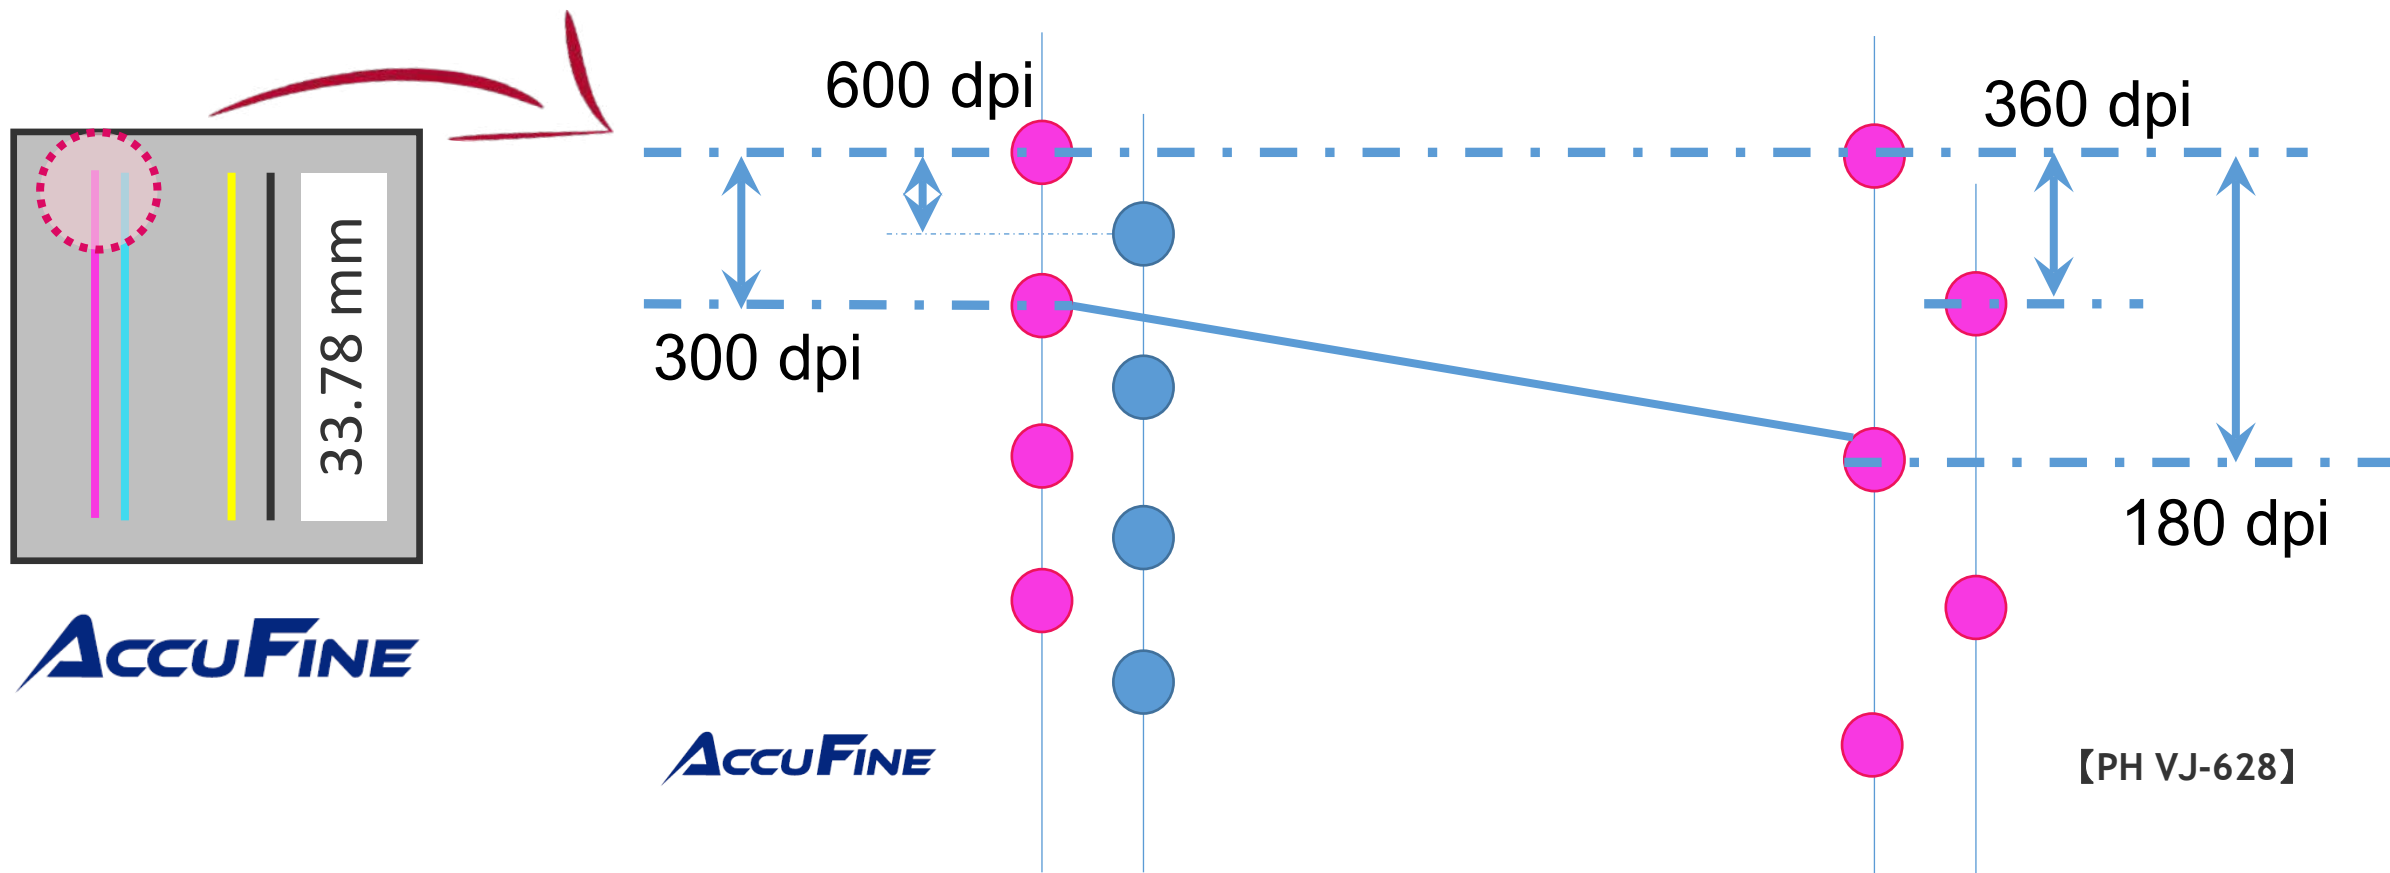 600 dpi
360 dpi
33.78 mm
300 dpi
180 dpi
ACCUFINE
ACCUFINE
【PH VJ-628】